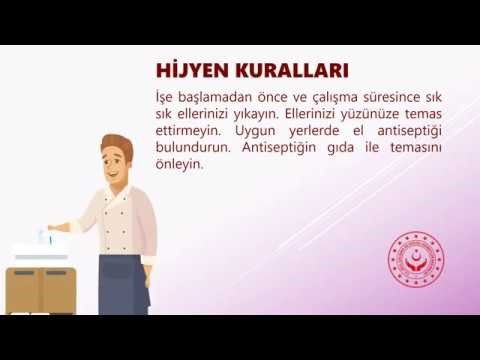 HİJYEN KURALLARI
İşe başlamadan önce ve çalışma süresince sık
sık ellerinizi yıkayın. Ellerinizi yüzünüze temas
ettirmeyin. Uygun yerlerde el antiseptiği
bulundurun. Antiseptiğin gıda ile temasını
önleyin.